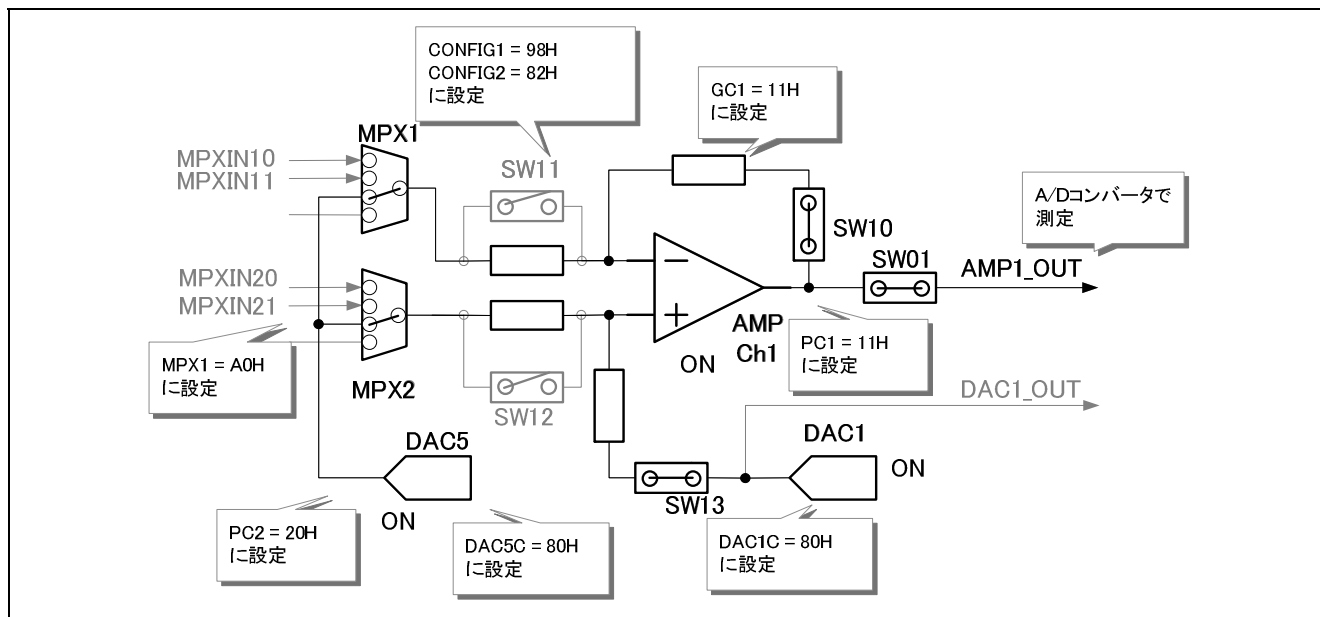 CONFIG1 = 98H
CONFIG2 = 82H
に設定
GC1 = 11H
に設定
MPX1
MPXIN10
MPXIN11
SW11
SW10
A/Dコンバータで
測定
SW01
AMP1_OUT
MPXIN20
MPXIN21
AMP
Ch1
ON
PC1 = 11H
に設定
MPX1 = A0H
に設定
MPX2
SW12
DAC1_OUT
DAC5
DAC1
ON
ON
SW13
PC2 = 20H
に設定
DAC5C = 80H
に設定
DAC1C = 80H
に設定